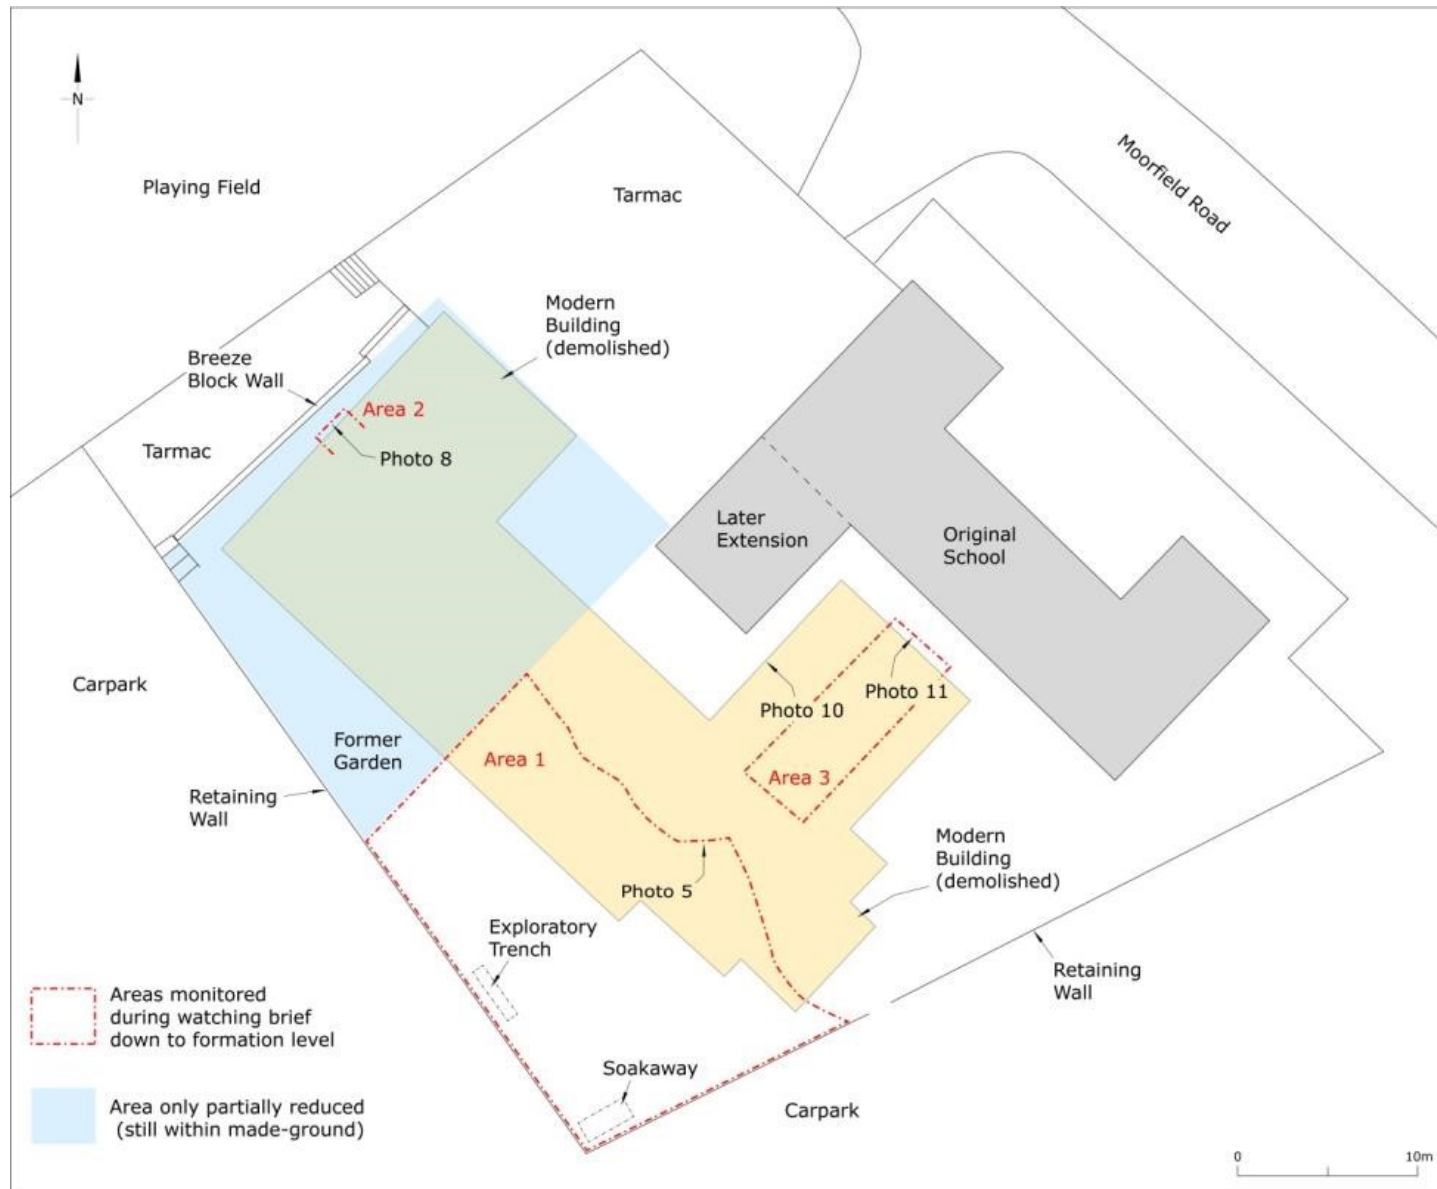 N
Playing Field
Tarmac
Moorfield Road
Modern
Building
(demolished)
Breeze
Block Wall
Area 2
Tarmac
Photo 8
Later
Extension
Original
School
Carpark
Photo 11
Photo 10
Former
Garden
Area 1
Area 3
Retaining
Wall
Modern
Building
(demolished)
Photo 5
Exploratory
Trench
Retaining
Wall
Areas monitored
during watching brief
down to formation level
Soakaway
Area only partially reduced
(still within made-ground)
Carpark
0 10m